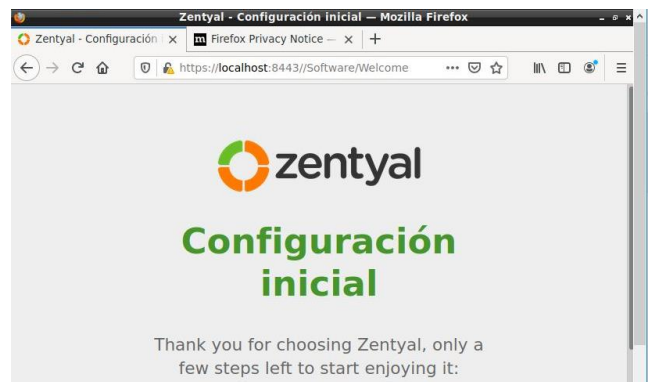 Zentyal - Configuración inicial — Mozilla Firefox
Zentyal - Configuración
Firefox Privacy Notice —
https://localhost:8443//Software/Welcome
zentyal
Configuración
inicial
Thank you for choosing Zentyal, only a
few steps left to start enjoying it: